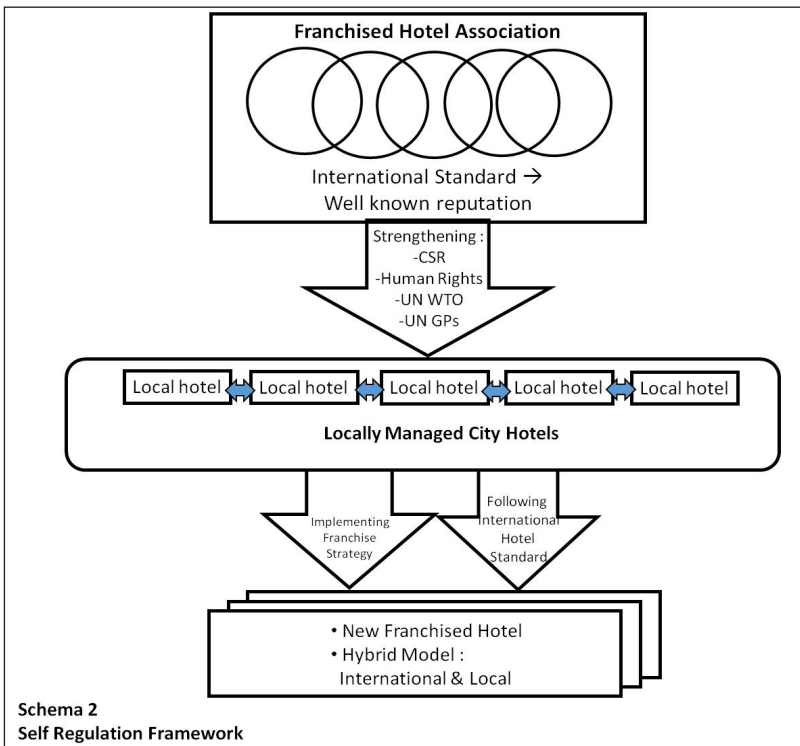 Franchised Hotel Association
International Standard →
Well known reputation
Strengthening :
-CSR
-Human Rights
-UN WTO
-UN GPs
Local hotel
Local hotel
Local hotel
Local hotel
Local hotel
Locally Managed City Hotels
Implementing
Franchise
Strategy
Following
International
Hotel
Standard
• New Franchised Hotel
• Hybrid Model :
International & Local
Schema 2
Self Regulation Framework